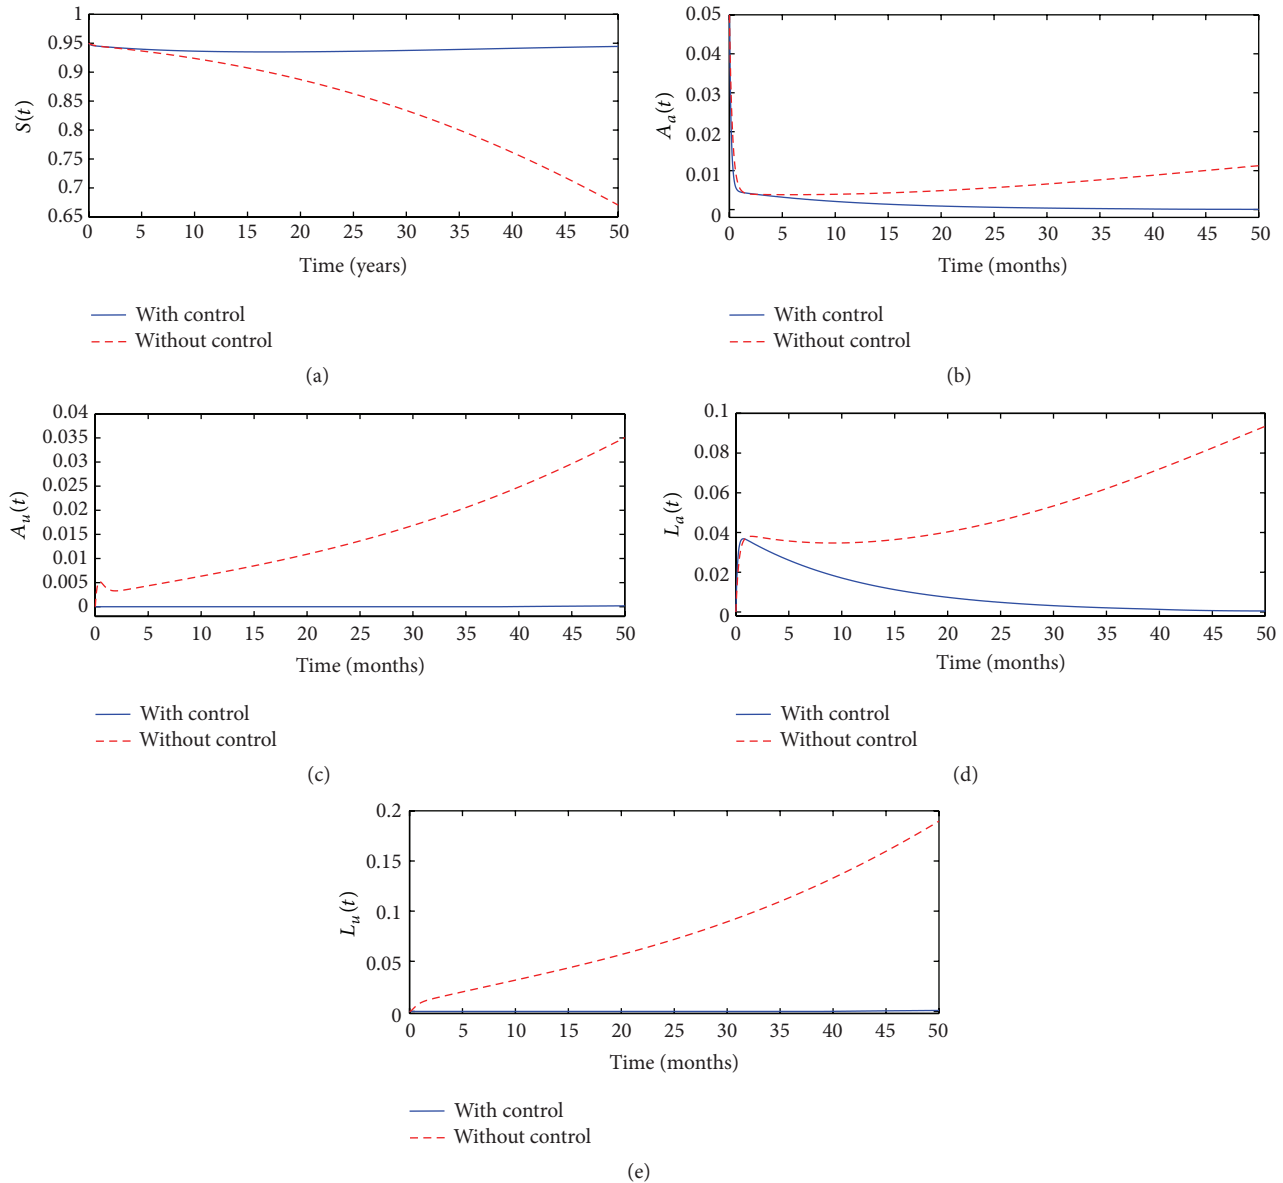 1
0.95
0.9
0.85
0.8
0.75
0.7
0.65
S(t)
0 5 10 15 20 25 30 35 40 45 50
Time (years)
With control
Without control
(a)
0.05
0.04
0.03
0.02
0.01
0
A_a(t)
0 5 10 15 20 25 30 35 40 45 50
Time (months)
With control
Without control
(b)
0.04
0.035
0.03
0.025
0.02
0.015
0.01
0.005
0
A_u(t)
0 5 10 15 20 25 30 35 40 45 50
Time (months)
With control
Without control
(c)
0.1
0.08
0.06
0.04
0.02
0
L_a(t)
0 5 10 15 20 25 30 35 40 45 50
Time (months)
With control
Without control
(d)
0.2
0.15
0.1
0.05
0
L_u(t)
0 5 10 15 20 25 30 35 40 45 50
Time (months)
With control
Without control
(e)